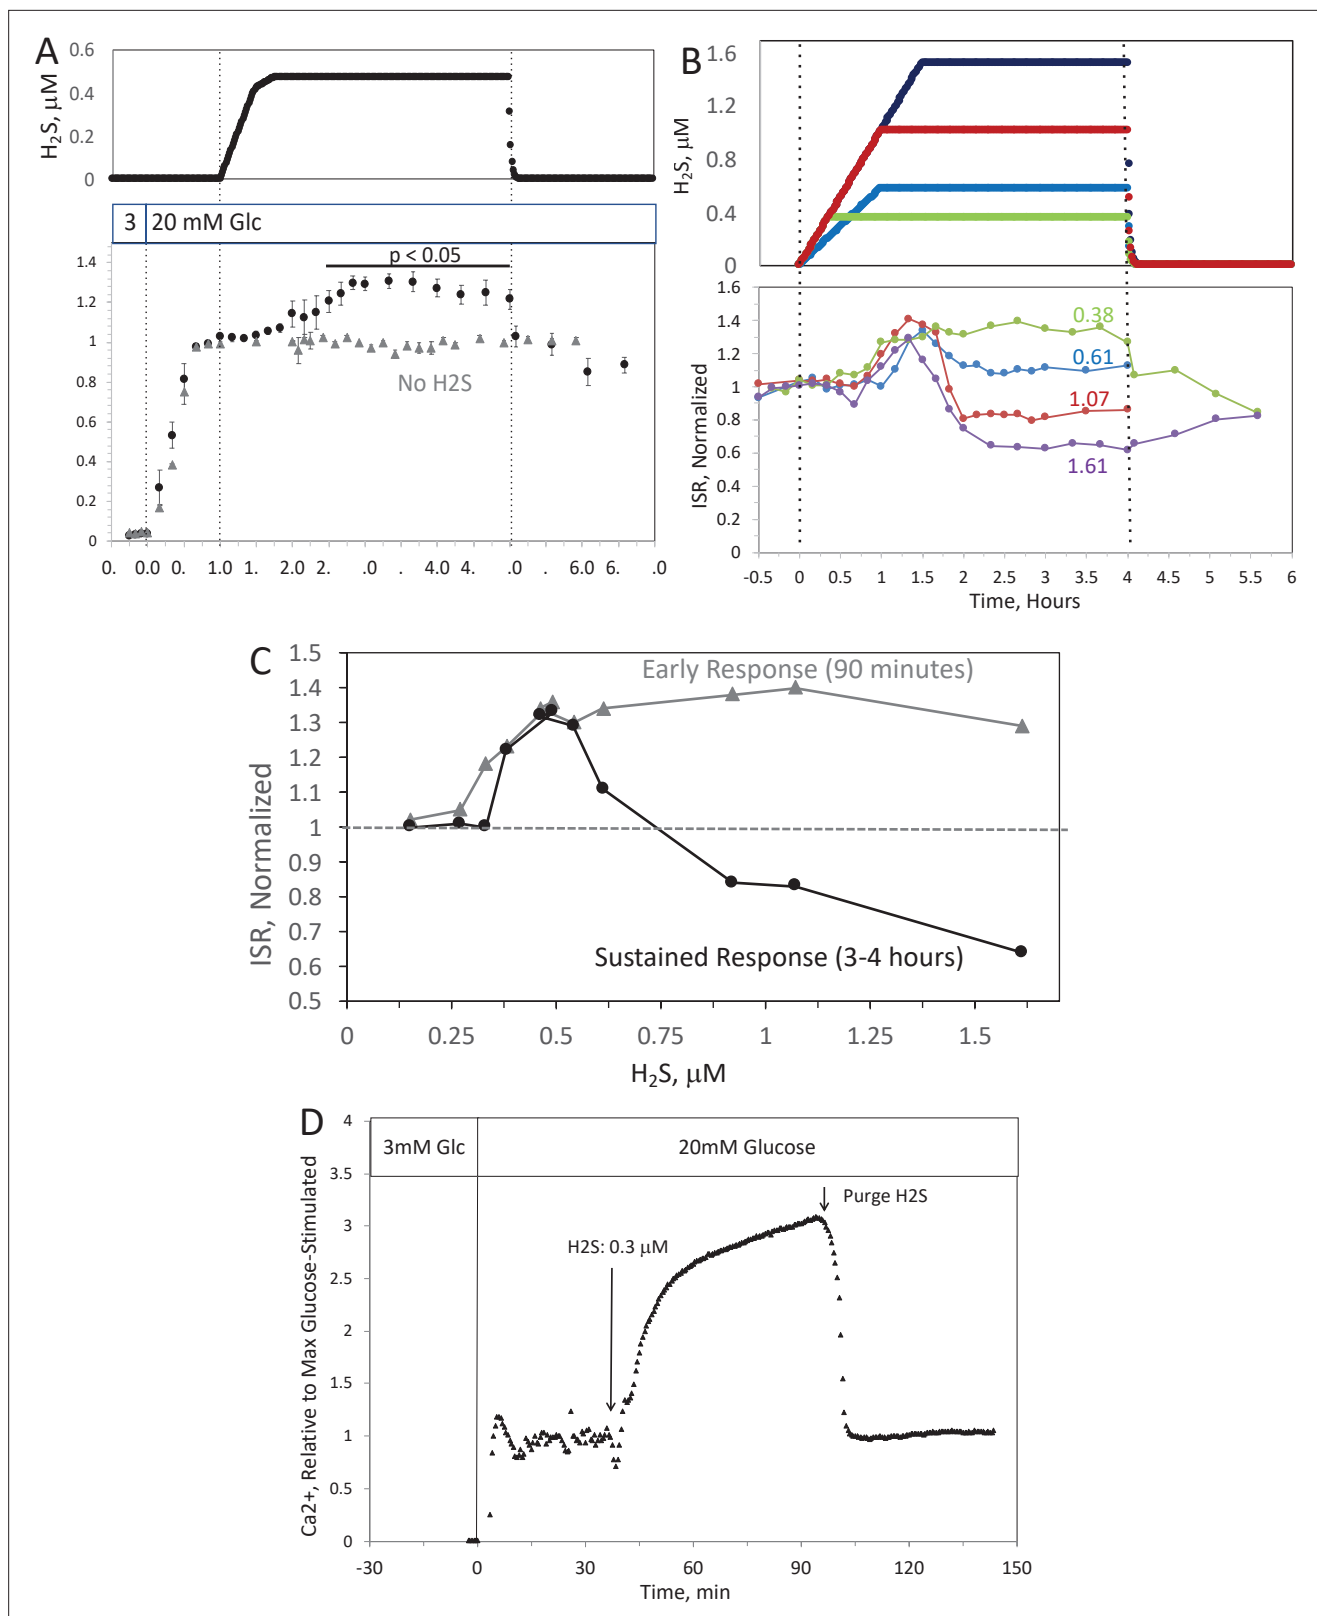 A
H₂S, μM
0.6
0.4
0.2
0
3
20 mM Glc
p < 0.05
No H2S
1.4
1.2
1
0.8
0.6
0.4
0.2
0
0. 0.0 0. 1.0 1. 2.0 2. .0 . 4.0 4. .0 . 6.0 6. .0
B
H₂S, μM
1.6
1.2
0.8
0.4
0
ISR, Normalized
1.6
1.4
1.2
1
0.8
0.6
0.4
0.2
0
0.38
0.61
1.07
1.61
-0.5 0 0.5 1 1.5 2 2.5 3 3.5 4 4.5 5 5.5 6
Time, Hours
C
ISR, Normalized
1.5
1.4
1.3
1.2
1.1
1
0.9
0.8
0.7
0.6
0.5
Early Response (90 minutes)
Sustained Response (3-4 hours)
0 0.25 0.5 0.75 1 1.25 1.5
H₂S, μM
D
Ca2+, Relative to Max Glucose-Stimulated
4
3.5
3
2.5
2
1.5
1
0.5
0
3mM Glc
20mM Glucose
Purge H2S
H2S: 0.3 μM
-30 0 30 60 90 120 150
Time, min